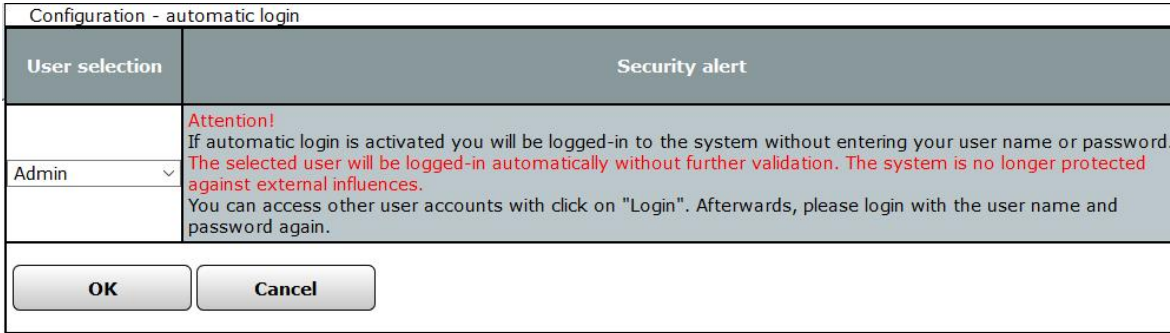 Configuration - automatic login
User selection
Security alert
Admin
Attention!
If automatic login is activated you will be logged-in to the system without entering your user name or password.
The selected user will be logged-in automatically without further validation. The system is no longer protected
against external influences.
You can access other user accounts with click on "Login". Afterwards, please login with the user name and
password again.
OK
Cancel